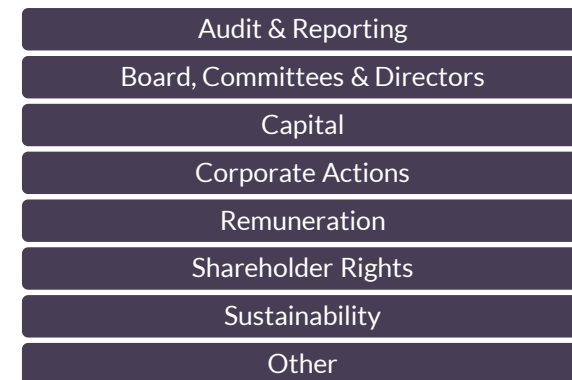 Audit & Reporting
Board, Committees & Directors
Capital
Corporate Actions
Remuneration
Shareholder Rights
Sustainability
Other